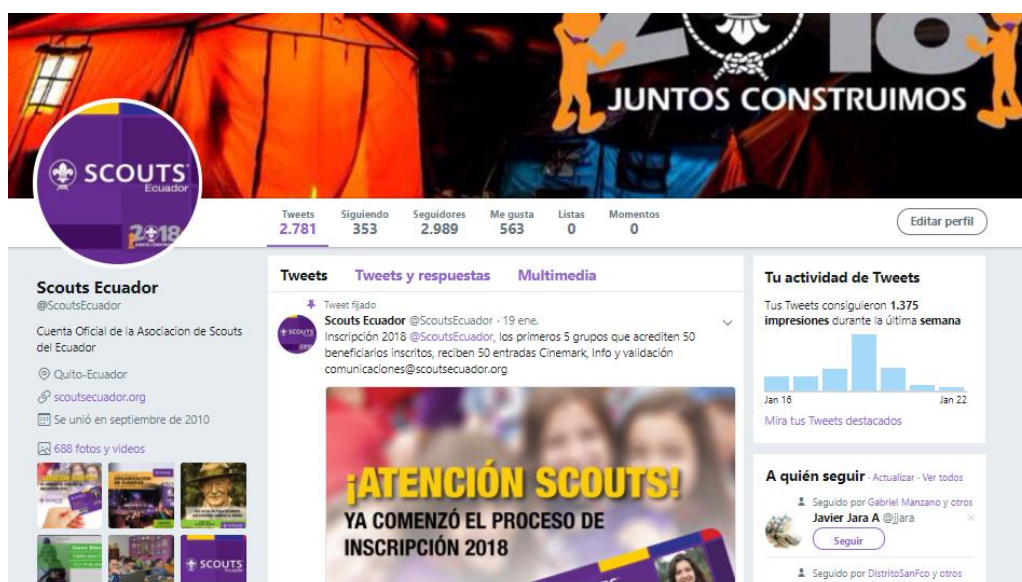 2018
JUNTOS CONSTRUIMOS
SCOUTS
Ecuador
2018
Tweets
2.781
Siguiendo
353
Seguidores
2.989
Me gusta
563
Listas
0
Momentos
0
Editar perfil
Scouts Ecuador
@ScoutsEcuador
Cuenta Oficial de la Asociacion de Scouts
del Ecuador
Quito-Ecuador
scoutsecuador.org
Se unió en septiembre de 2010
688 fotos y videos
SCOUTS
Tweets Tweets y respuestas Multimedia
Tweet fijado
Scouts Ecuador @ScoutsEcuador · 19 ene.
Inscripción 2018 @ScoutsEcuador, los primeros 5 grupos que acrediten 50
beneficiarios inscritos, reciben 50 entradas Cinemark, Info y validación
comunicaciones@scoutsecuador.org
SCOUTS
¡ATENCIÓN SCOUTS!
YA COMENZÓ EL PROCESO DE
INSCRIPCIÓN 2018
Tu actividad de Tweets
Tus Tweets consiguieron 1.375
impresiones durante la última semana
Jan 16
Jan 22
Mira tus Tweets destacados
A quién seguir · Actualizar · Ver todos
Seguido por Gabriel Manzano y otros
Javier Jara A @jjara
Seguir
Seguido por DistritoSanFco y otros